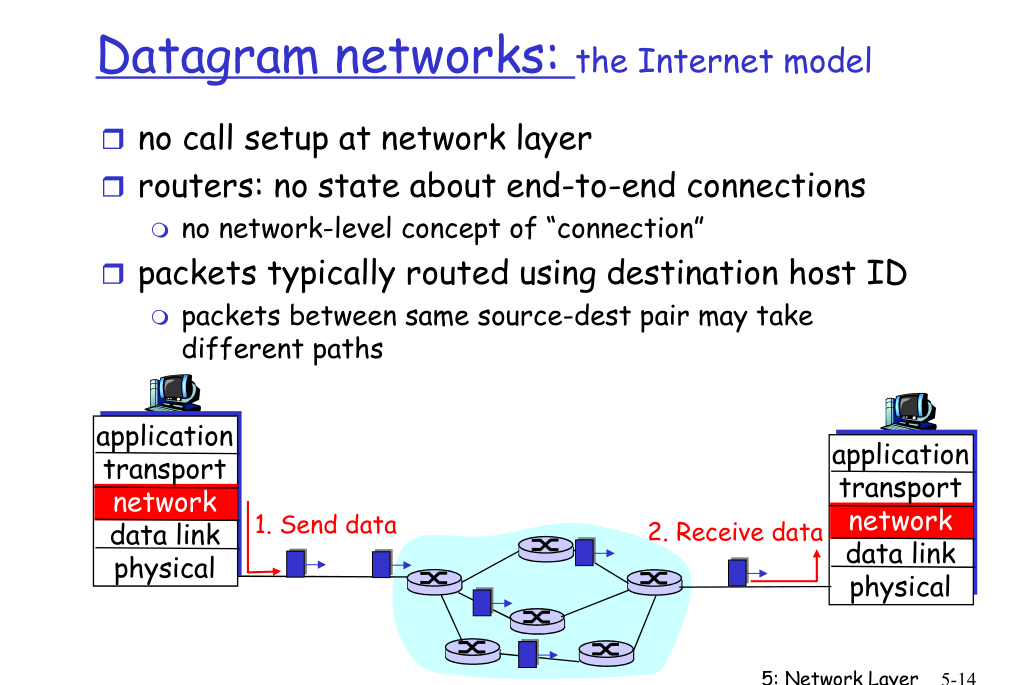 Datagram networks: the Internet model
no call setup at network layer
routers: no state about end-to-end connections
no network-level concept of “connection”
packets typically routed using destination host ID
packets between same source-dest pair may take
different paths
application
transport
network
data link
physical
1. Send data
2. Receive data
application
transport
network
data link
physical
5: Network Layer 5-14